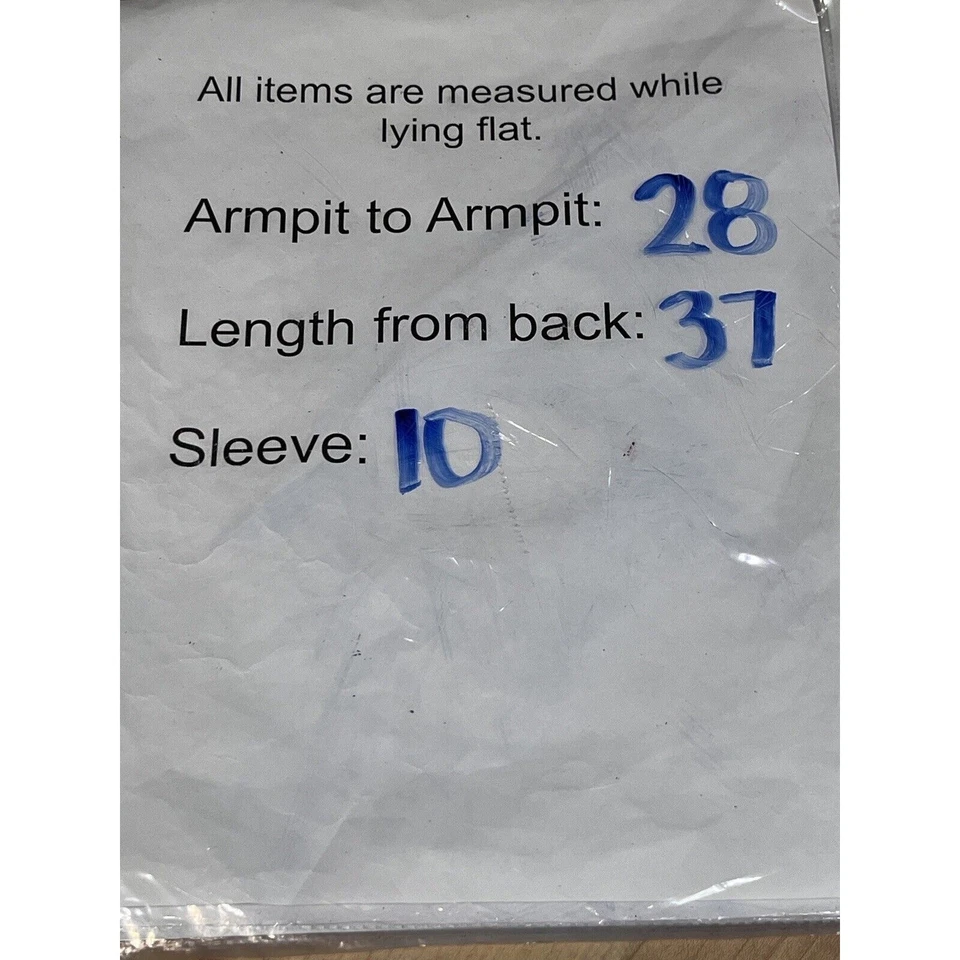 All items are measured while
lying flat.
Armpit to Armpit: 28
Length from back: 37
Sleeve: 10